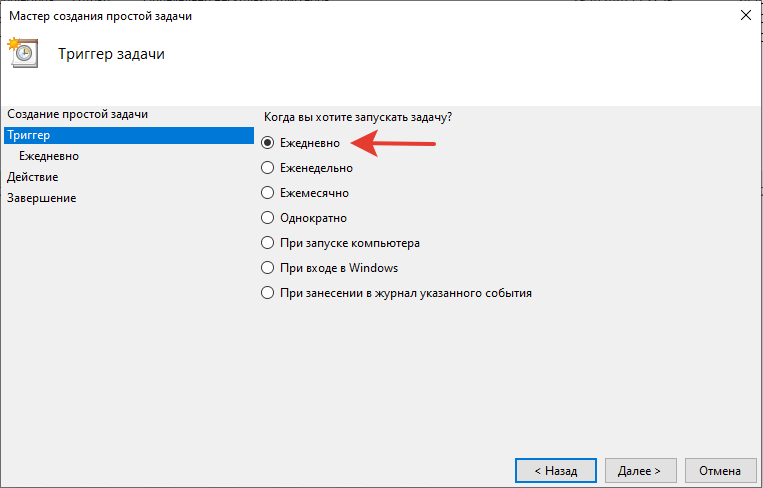 Мастер создания простой задачи
Триггер задачи
Создание простой задачи
Триггер
Ежедневно
Действие
Завершение
Когда вы хотите запускать задачу?
Ежедневно
Еженедельно
Ежемесячно
Однократно
При запуске компьютера
При входе в Windows
При занесении в журнал указанного события
< Назад
Далее >
Отмена